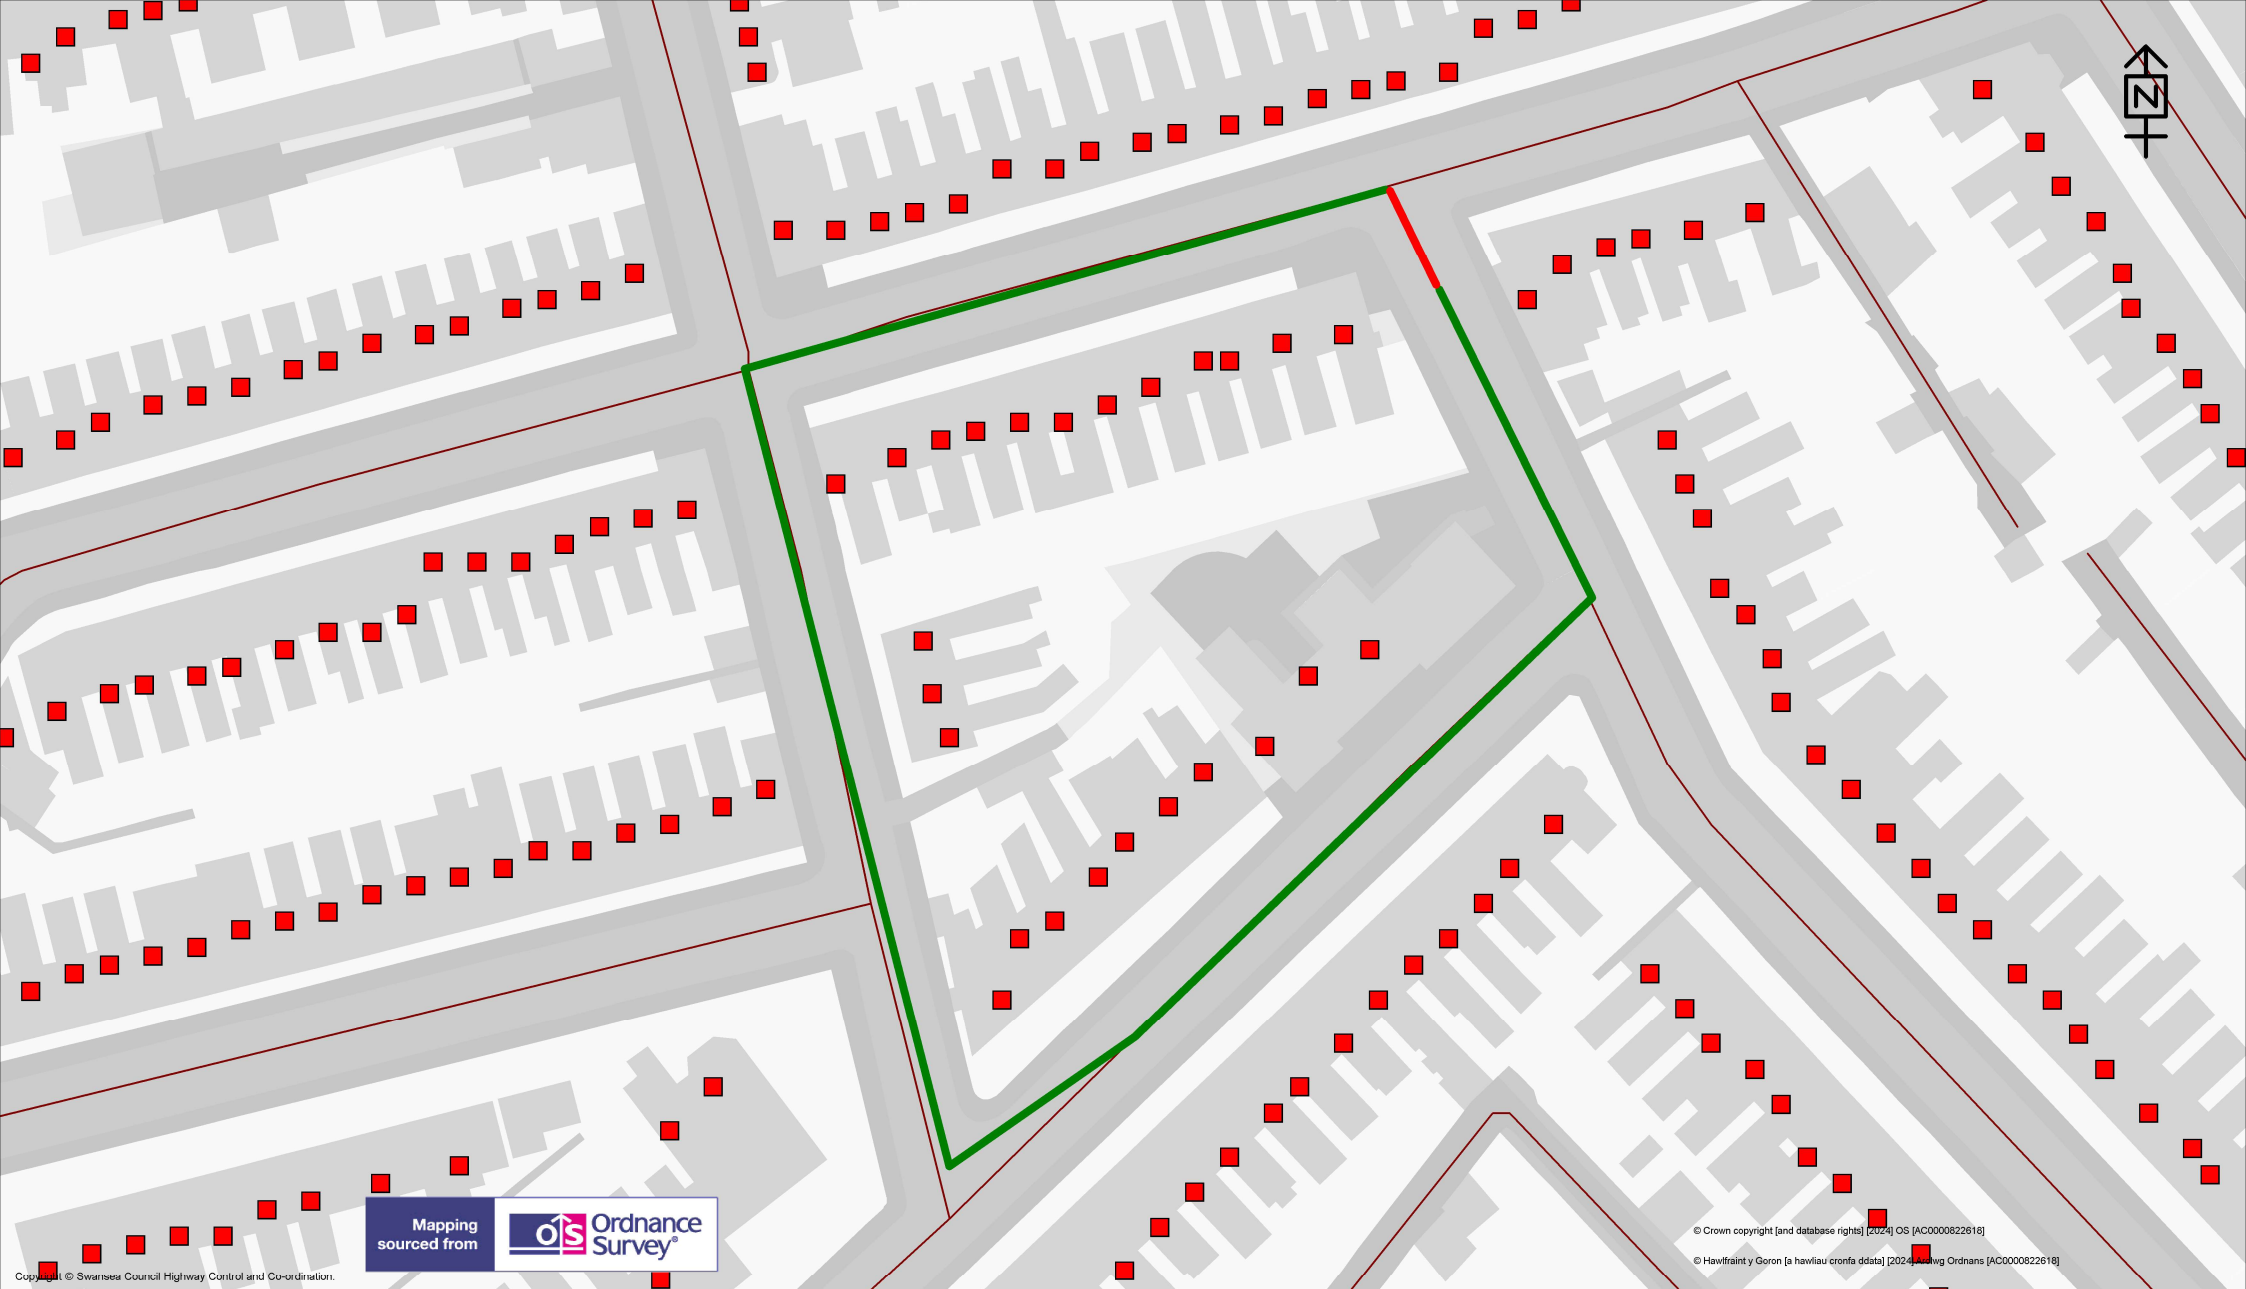 N
Mapping
sourced from
OS Ordnance
Survey®
Copyright © Swansea Council Highway Control and Co-ordination.
© Crown copyright [and database rights] [2024] OS [AC0000822618]
© Hawlfraint y Goron [a hawliau cronfa ddata] [2024] Arolwg Ordnans [AC0000822618]